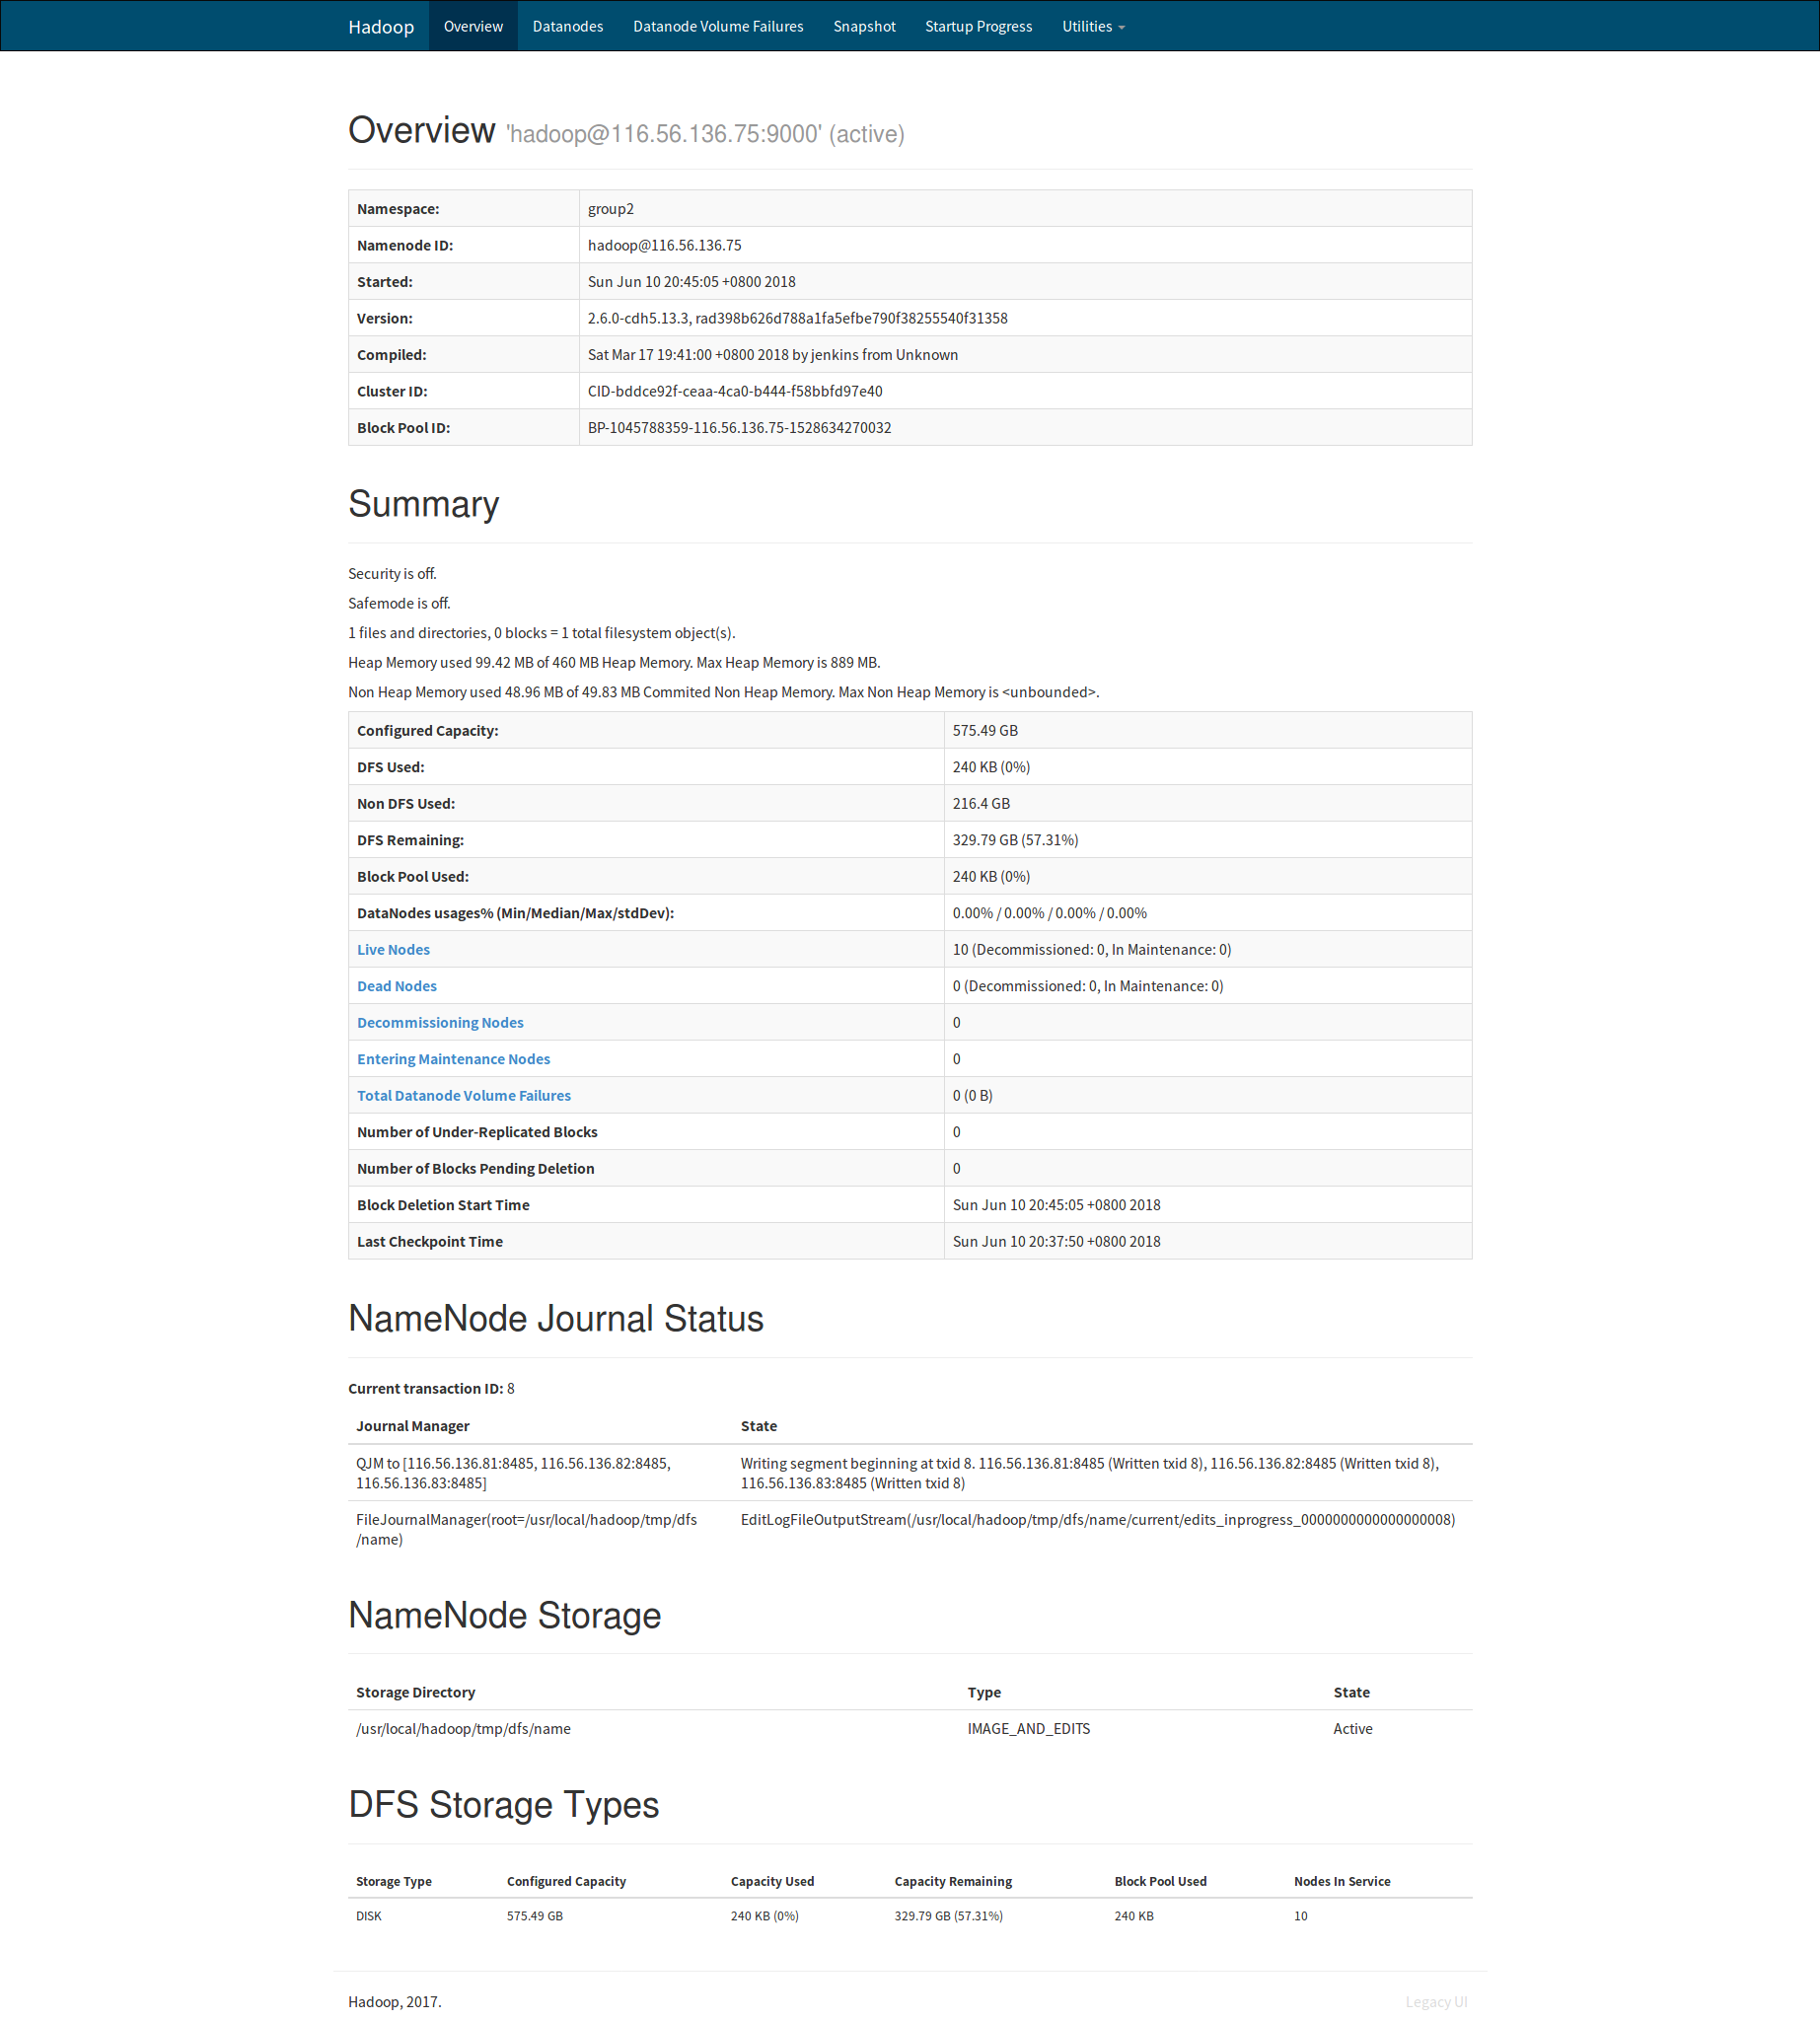 Hadoop Overview Datanodes Datanode Volume Failures Snapshot Startup Progress Utilities
Overview 'hadoop@116.56.136.75:9000' (active)
Namespace: group2
Namenode ID: hadoop@116.56.136.75
Started: Sun Jun 10 20:45:05 +0800 2018
Version: 2.6.0-cdh5.13.3, rad398b626d788a1fa5efbe790f38255540f31358
Compiled: Sat Mar 17 19:41:00 +0800 2018 by jenkins from Unknown
Cluster ID: CID-bddce92f-ceaa-4ca0-b444-f58bbfd97e40
Block Pool ID: BP-1045788359-116.56.136.75-1528634270032
Summary
Security is off.
Safemode is off.
1 files and directories, 0 blocks = 1 total filesystem object(s).
Heap Memory used 99.42 MB of 460 MB Heap Memory. Max Heap Memory is 889 MB.
Non Heap Memory used 48.96 MB of 49.83 MB Commited Non Heap Memory. Max Non Heap Memory is <unbounded>.
Configured Capacity: 575.49 GB
DFS Used: 240 KB (0%)
Non DFS Used: 216.4 GB
DFS Remaining: 329.79 GB (57.31%)
Block Pool Used: 240 KB (0%)
DataNodes usages% (Min/Median/Max/stdDev): 0.00% / 0.00% / 0.00% / 0.00%
Live Nodes 10 (Decommissioned: 0, In Maintenance: 0)
Dead Nodes 0 (Decommissioned: 0, In Maintenance: 0)
Decommissioning Nodes 0
Entering Maintenance Nodes 0
Total Datanode Volume Failures 0 (0 B)
Number of Under-Replicated Blocks 0
Number of Blocks Pending Deletion 0
Block Deletion Start Time Sun Jun 10 20:45:05 +0800 2018
Last Checkpoint Time Sun Jun 10 20:37:50 +0800 2018
NameNode Journal Status
Current transaction ID: 8
Journal Manager State
QJM to [116.56.136.81:8485, 116.56.136.82:8485, Writing segment beginning at txid 8. 116.56.136.81:8485 (Written txid 8), 116.56.136.82:8485 (Written txid 8),
116.56.136.83:8485] 116.56.136.83:8485 (Written txid 8)
FileJournalManager(root=/usr/local/hadoop/tmp/dfs EditLogFileOutputStream(/usr/local/hadoop/tmp/dfs/name/current/edits_inprogress_0000000000000000008)
/name)
NameNode Storage
Storage Directory Type State
/usr/local/hadoop/tmp/dfs/name IMAGE_AND_EDITS Active
DFS Storage Types
Storage Type Configured Capacity Capacity Used Capacity Remaining Block Pool Used Nodes In Service
DISK 575.49 GB 240 KB (0%) 329.79 GB (57.31%) 240 KB 10
Hadoop, 2017. Legacy UI